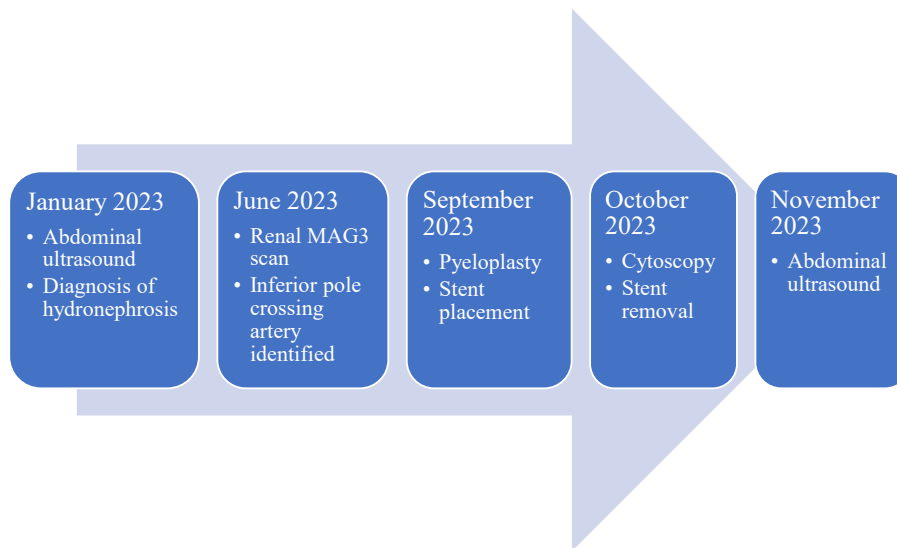 January 2023
• Abdominal
ultrasound
• Diagnosis of
hydronephrosis
June 2023
• Renal MAG3
scan
• Inferior pole
crossing
artery
identified
September
2023
• Pyeloplasty
• Stent
placement
October
2023
• Cytoscopy
• Stent
removal
November
2023
• Abdominal
ultrasound